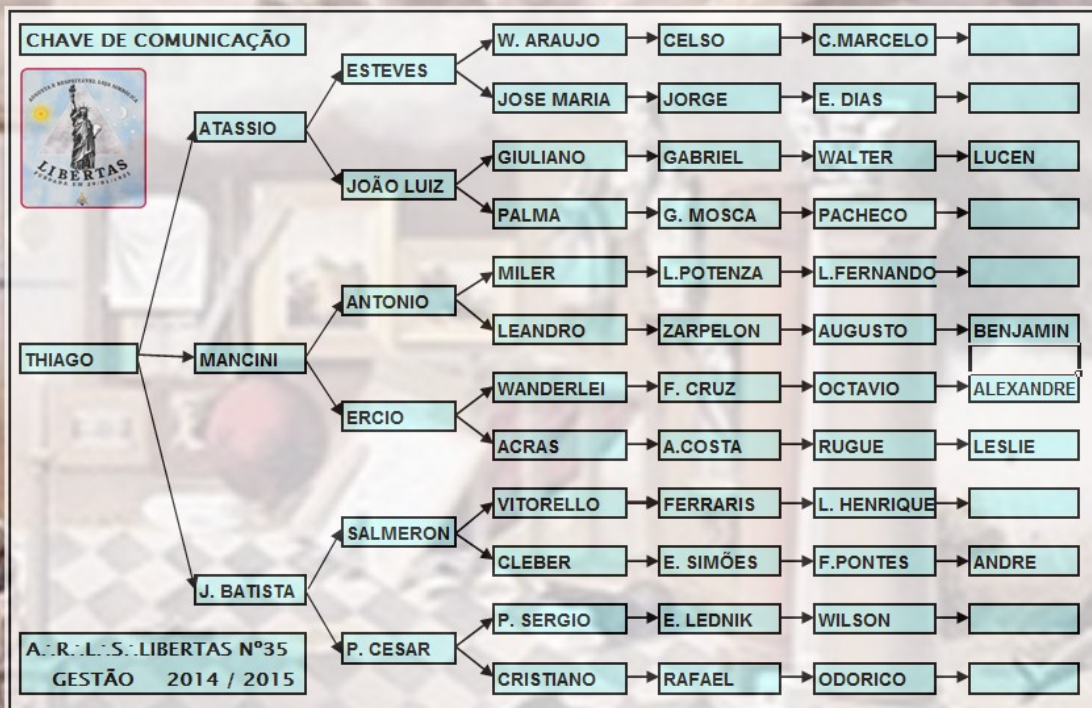 CHAVE DE COMUNICAÇÃO
W. ARAUJO CELSO C.MARCELO
ESTEVES
JOSE MARIA JORGE E. DIAS
ATASSIO
GIULIANO GABRIEL WALTER LUCEN
JOÃO LUIZ
PALMA G. MOSCA PACHECO
LIBERTAS
MILER L.POTENZA L.FERNANDO
ANTONIO
LEANDRO ZARPELON AUGUSTO BENJAMIN
THIAGO MANCINI
WANDERLEI F. CRUZ OCTAVIO ALEXANDRE
ERCIO
ACRAS A.COSTA RUGUE LESLIE
VITORELLO FERRARIS L. HENRIQUE
SALMERON
CLEBER E. SIMÕES F.PONTES ANDRE
J. BATISTA
P. SERGIO E. LEDNIK WILSON
P. CESAR
CRISTIANO RAFAEL ODORICO
A∴R∴L∴S∴LIBERTAS Nº35
GESTÃO 2014 / 2015